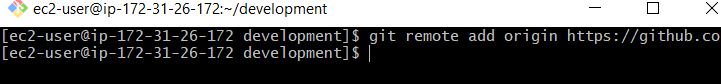 ec2-user@ip-172-31-26-172:~/development
[ec2-user@ip-172-31-26-172 development]$ git remote add origin https://github.co
[ec2-user@ip-172-31-26-172 development]$